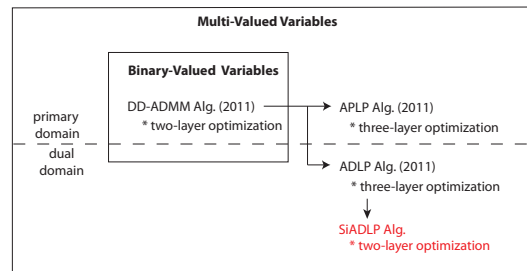 Multi-Valued Variables
Binary-Valued Variables
DD-ADMM Alg. (2011)
* two-layer optimization
APLP Alg. (2011)
* three-layer optimization
primary
domain
dual
domain
ADLP Alg. (2011)
* three-layer optimization
SiADLP Alg.
* two-layer optimization